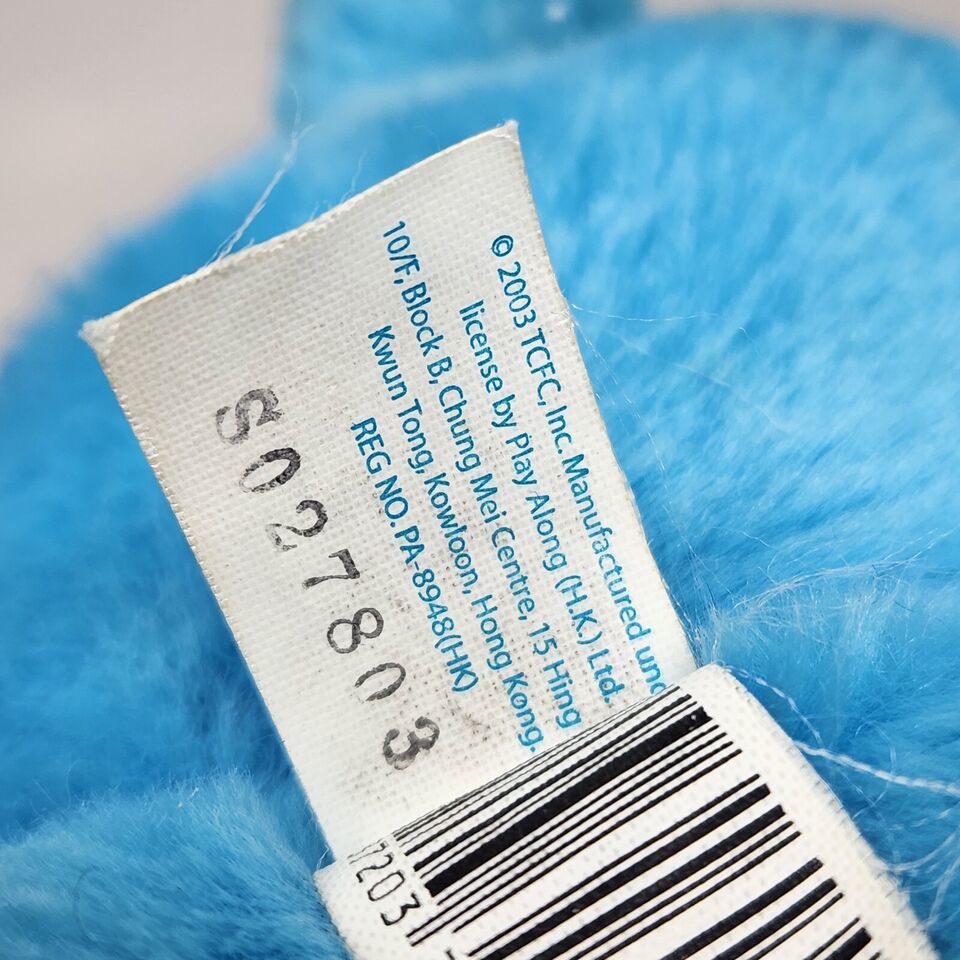 © 2003 TCFC, Inc. Manufactured
license by Play Along (H.K.) Ltd.
10/F, Block B, Chung Mei Centre, 15 Hing
Kwun Tong, Kowloon, Hong Kong.
REG NO. PA-8948(HK)
S027803
7203